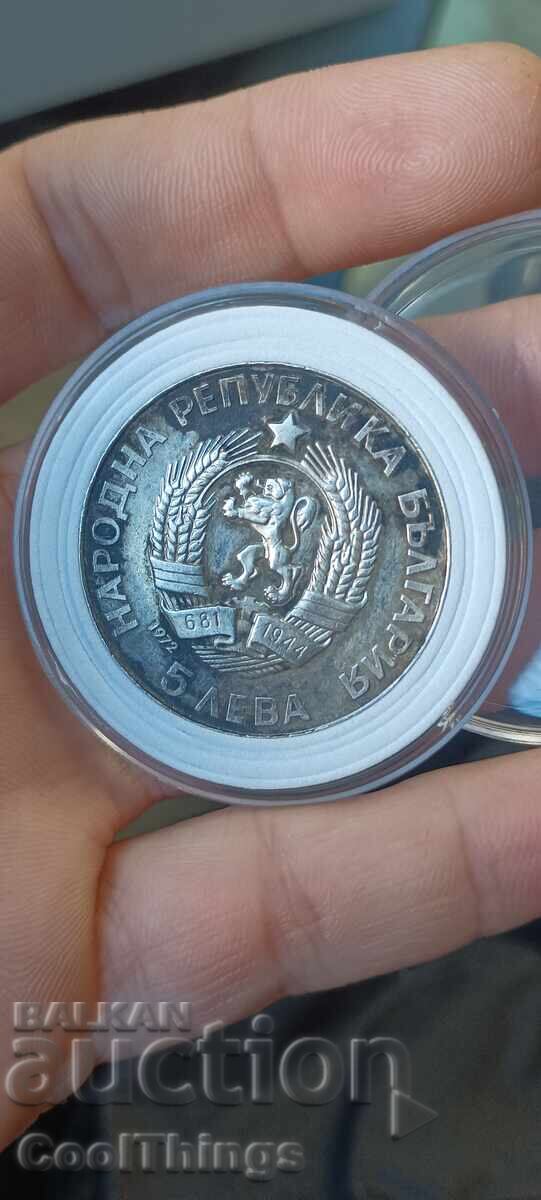 НАРОДНА РЕПУБЛИКА БЪЛГАРИЯ
681 1944
1972
5 ЛЕВА
BALKAN
auction
CoolThings